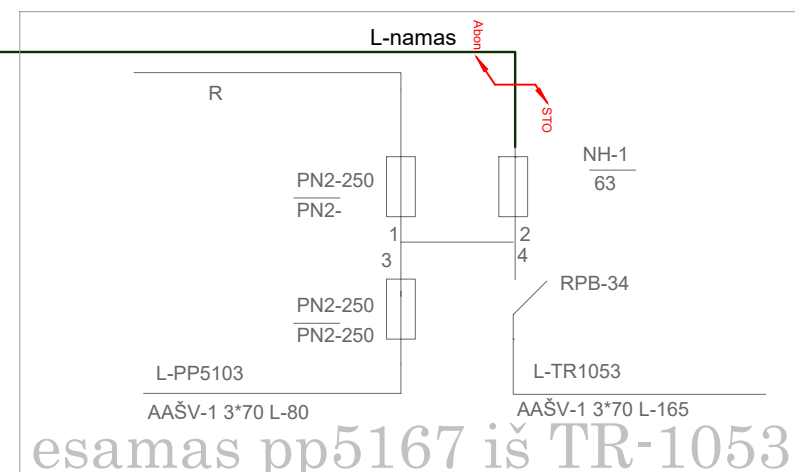 L-namas
Abon
STO
R
NH-1
63
PN2-250
PN2-
1
2
3
4
RPB-34
PN2-250
PN2-250
L-PP5103
L-TR1053
AAŠV-1 3*70 L-80
AAŠV-1 3*70 L-165
esamas pp5167 iš TR-1053